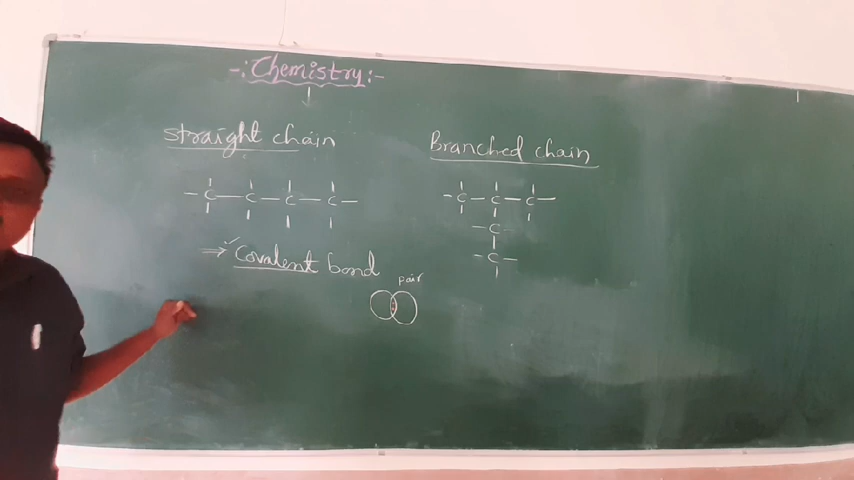 -:Chemistry:-
straight chain
Branched chain
-C-C-C-C-
-C-C-C-
-C-
-C-
⇒ Covalent bond
pair